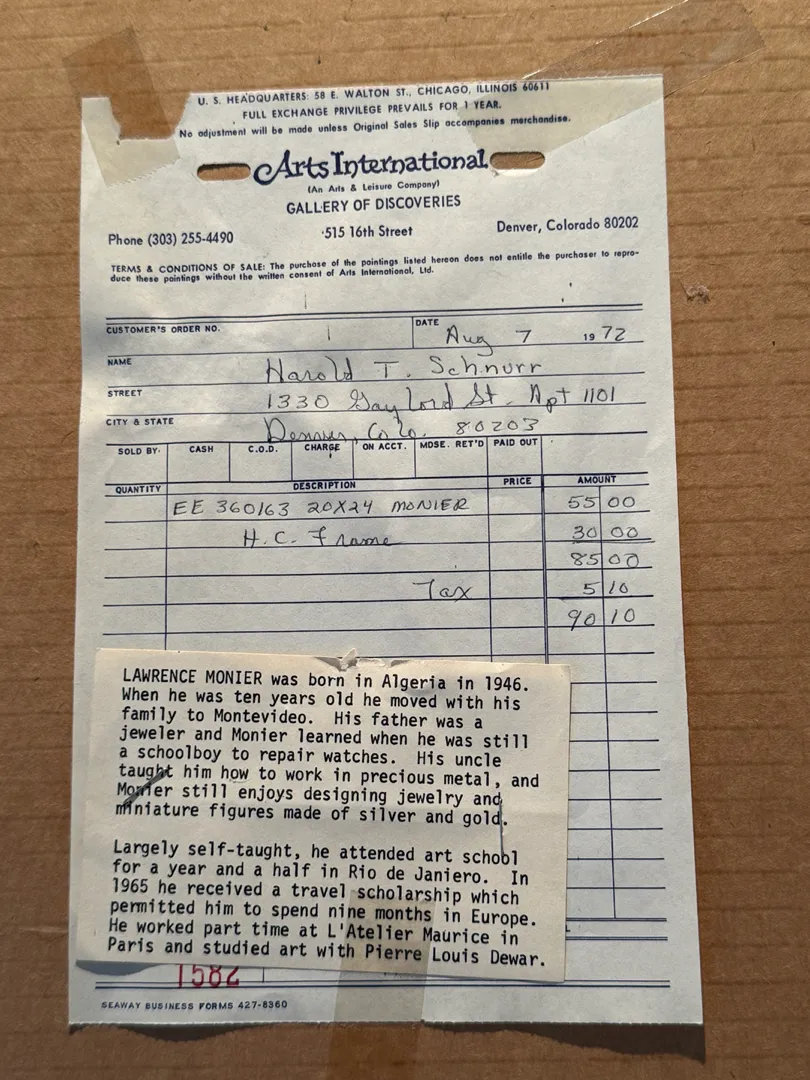 U. S. HEADQUARTERS: 58 E. WALTON ST., CHICAGO, ILLINOIS 60611
FULL EXCHANGE PRIVILEGE PREVAILS FOR 1 YEAR.
No adjustment will be made unless Original Sales Slip accompanies merchandise.
Arts International
(An Arts & Leisure Company)
GALLERY OF DISCOVERIES
Phone (303) 255-4490 515 16th Street Denver, Colorado 80202
TERMS & CONDITIONS OF SALE: The purchase of the paintings listed hereon does not entitle the purchaser to repro-
duce these paintings without the written consent of Arts International, Ltd.
CUSTOMER'S ORDER NO. DATE Aug 7 1972
NAME Harold T. Schnurr
STREET 1330 Gaylord St. Apt 1101
CITY & STATE Denver, Colo. 80203
SOLD BY: CASH C.O.D. CHARGE ON ACCT. MDSE. RET'D PAID OUT
QUANTITY DESCRIPTION PRICE AMOUNT
EE 360163 20X24 MONIER 55 00
H.C. Frame 30 00
85 00
Tax 5 10
90 10
LAWRENCE MONIER was born in Algeria in 1946.
When he was ten years old he moved with his
family to Montevideo. His father was a
jeweler and Monier learned when he was still
a schoolboy to repair watches. His uncle
taught him how to work in precious metal, and
Monier still enjoys designing jewelry and
miniature figures made of silver and gold.
Largely self-taught, he attended art school
for a year and a half in Rio de Janiero. In
1965 he received a travel scholarship which
permitted him to spend nine months in Europe.
He worked part time at L'Atelier Maurice in
Paris and studied art with Pierre Louis Dewar.
1582
SEAWAY BUSINESS FORMS 427-8360